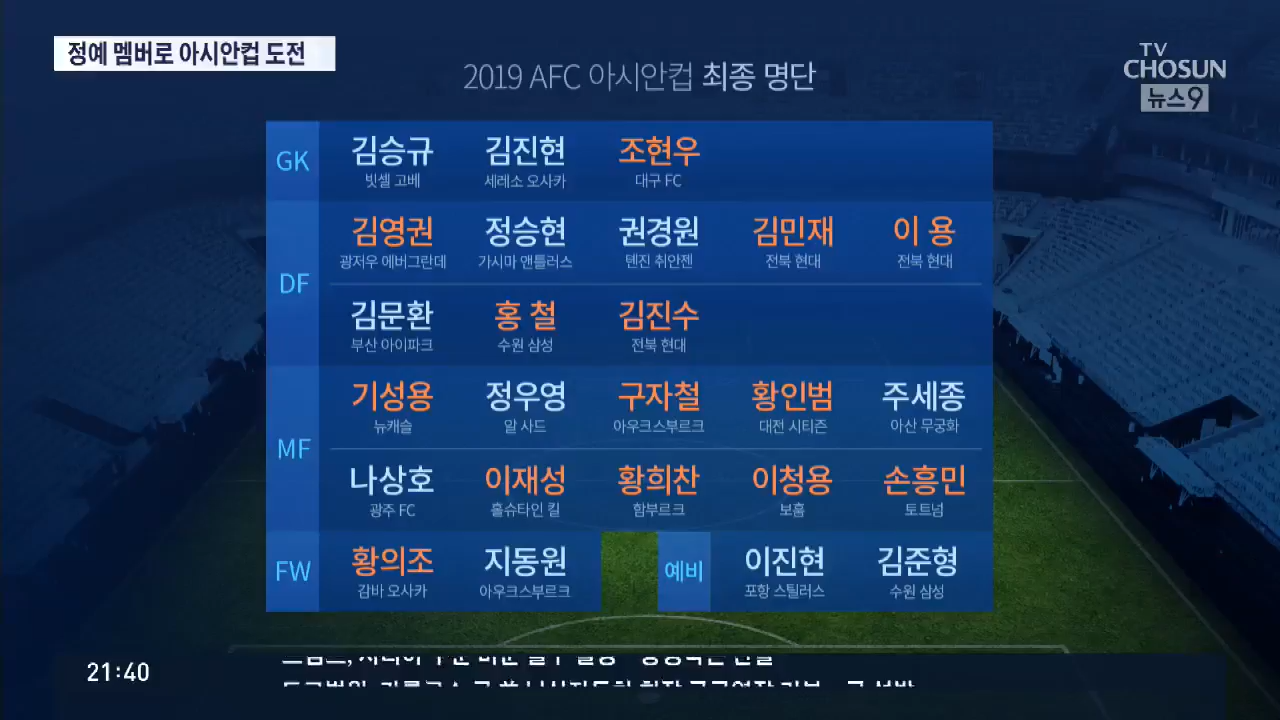 정예 멤버로 아시안컵 도전
TV
CHOSUN
뉴스9
2019 AFC 아시안컵 최종 명단
GK 김승규 김진현 조현우
빗셀 고베 세레소 오사카 대구 FC
김영권 정승현 권경원 김민재 이 용
광저우 에버그란데 가시마 앤틀러스 텐진 취안젠 전북 현대 전북 현대
DF
김문환 홍 철 김진수
부산 아이파크 수원 삼성 전북 현대
기성용 정우영 구자철 황인범 주세종
뉴캐슬 알 사드 아우크스부르크 대전 시티즌 아산 무궁화
MF
나상호 이재성 황희찬 이청용 손흥민
광주 FC 홀슈타인 킬 함부르크 보훔 토트넘
FW 황의조 지동원 예비 이진현 김준형
감바 오사카 아우크스부르크 포항 스틸러스 수원 삼성
21:40